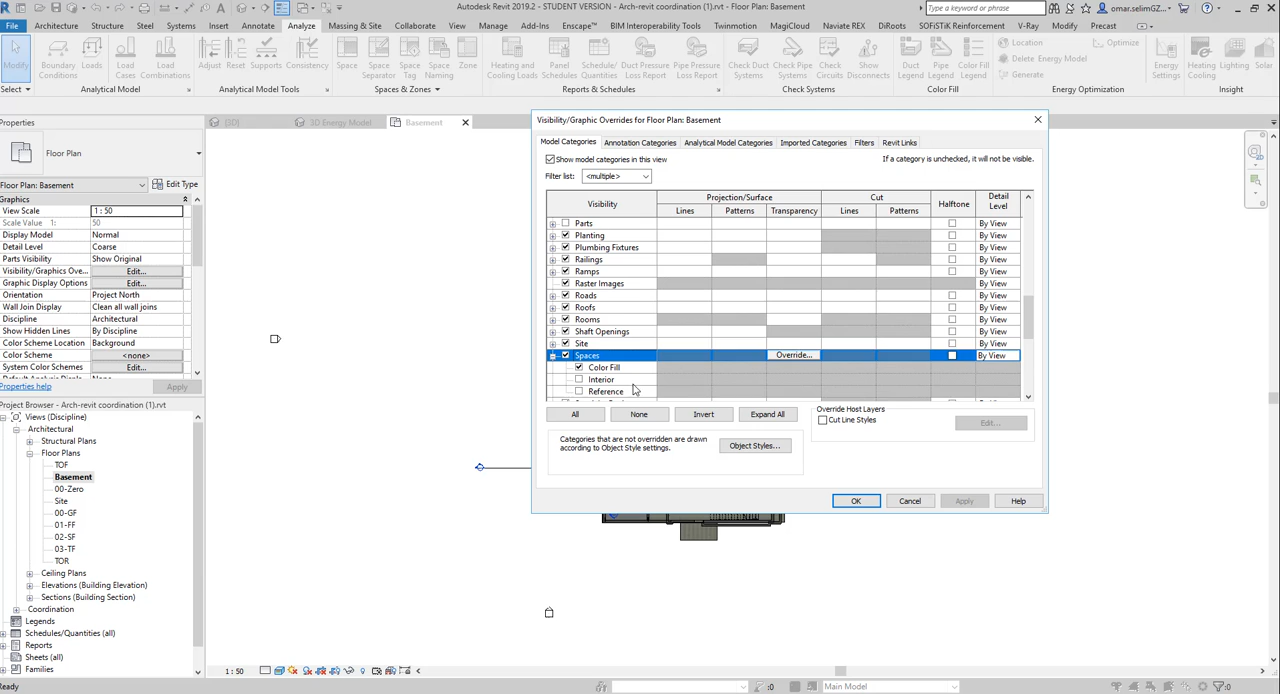 Autodesk Revit 2019.2 - STUDENT VERSION - Arch-revit coordination (1).rvt - Floor Plan: Basement
Type a keyword or phrase
omar.selimGZ...
File Architecture Structure Steel Systems Insert Annotate Analyze Massing & Site Collaborate View Manage Add-Ins Enscape™ BIM Interoperability Tools Twinmotion MagiCloud Naviate REX DiRoots SOFiSTiK Reinforcement V-Ray Modify Precast
Modify
Boundary Conditions
Loads
Load Cases
Load Combinations
Adjust
Reset
Supports
Consistency
Space
Space Separator
Space Tag
Space Naming
Zone
Heating and Cooling Loads
Panel Schedules
Schedule/ Quantities
Duct Pressure Loss Report
Pipe Pressure Loss Report
Check Duct Systems
Check Pipe Systems
Check Circuits
Show Disconnects
Duct Legend
Pipe Legend
Color Fill Legend
Location
Delete Energy Model
Generate
Optimize
Energy Settings
Heating Cooling
Lighting
Solar
Select
Analytical Model
Analytical Model Tools
Spaces & Zones
Reports & Schedules
Check Systems
Color Fill
Energy Optimization
Insight
Properties
{3D}
3D Energy Model
Basement
Floor Plan
Floor Plan: Basement
Edit Type
Graphics
View Scale 1 : 50
Scale Value 1: 50
Display Model Normal
Detail Level Coarse
Parts Visibility Show Original
Visibility/Graphics Ove... Edit...
Graphic Display Options Edit...
Orientation Project North
Wall Join Display Clean all wall joins
Discipline Architectural
Show Hidden Lines By Discipline
Color Scheme Location Background
Color Scheme <none>
System Color Schemes Edit...
Properties help
Apply
Project Browser - Arch-revit coordination (1).rvt
Views (Discipline)
Architectural
Structural Plans
Floor Plans
TOF
Basement
00-Zero
Site
00-GF
01-FF
02-SF
03-TF
TOR
Ceiling Plans
Elevations (Building Elevation)
Sections (Building Section)
Coordination
Legends
Schedules/Quantities (all)
Reports
Sheets (all)
Families
Visibility/Graphic Overrides for Floor Plan: Basement
Model Categories
Annotation Categories
Analytical Model Categories
Imported Categories
Filters
Revit Links
Show model categories in this view
If a category is unchecked, it will not be visible.
Filter list: <multiple>
Visibility
Projection/Surface
Cut
Halftone
Detail Level
Lines Patterns Transparency Lines Patterns
Parts By View
Planting By View
Plumbing Fixtures By View
Railings By View
Ramps By View
Raster Images By View
Roads By View
Roofs By View
Rooms By View
Shaft Openings By View
Site By View
Spaces Override... By View
Color Fill
Interior
Reference
All
None
Invert
Expand All
Override Host Layers
Cut Line Styles
Edit...
Categories that are not overridden are drawn
according to Object Style settings.
Object Styles...
OK
Cancel
Apply
Help
1 : 50
Ready
:0
Main Model
:0